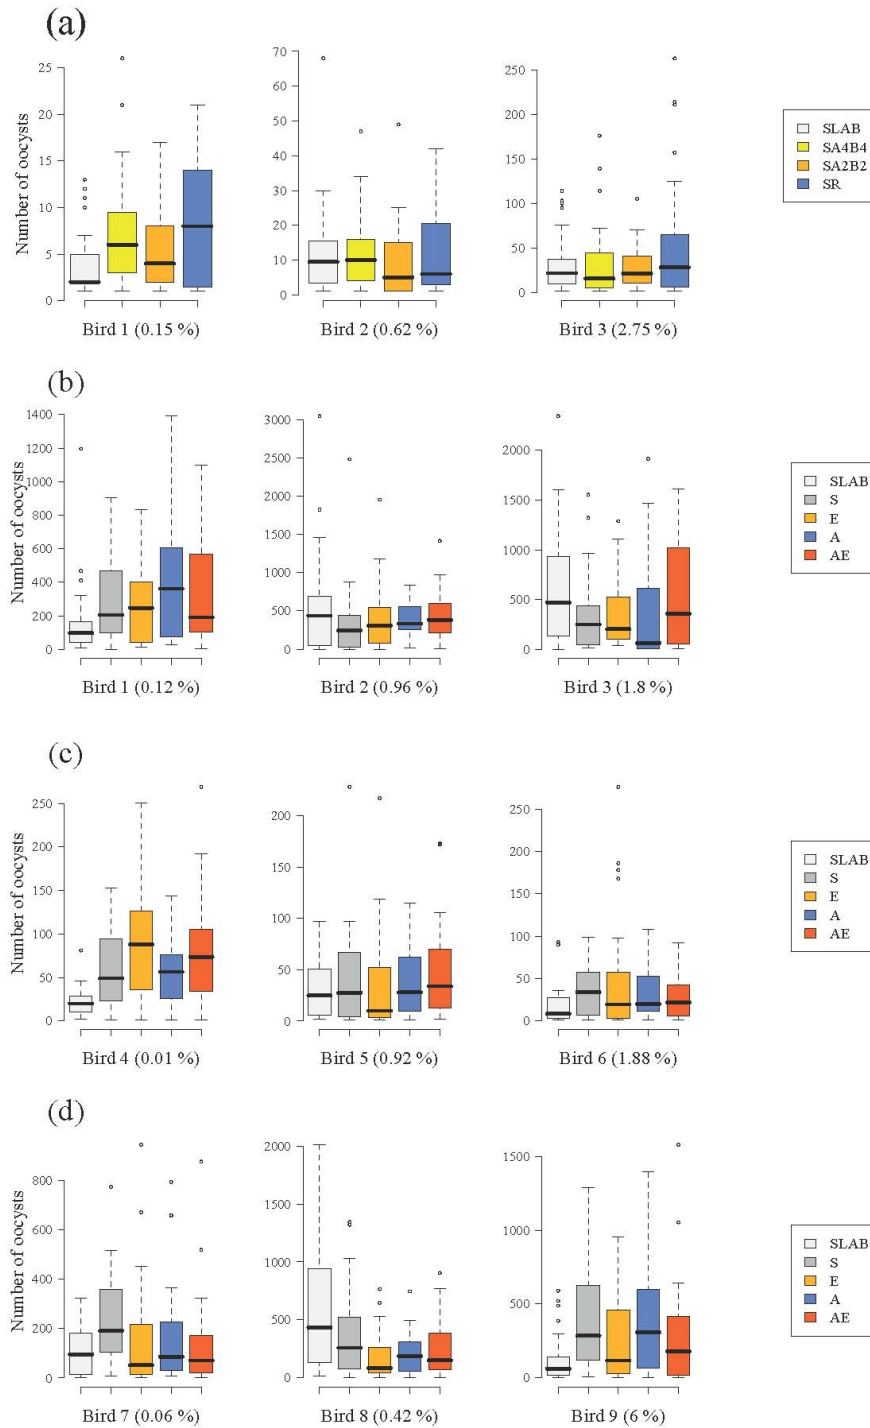 (a)
Number of oocysts
0
5
10
15
20
25
Bird 1 (0.15 %)
0
10
20
30
40
50
60
70
Bird 2 (0.62 %)
0
50
100
150
200
250
Bird 3 (2.75 %)
SLAB
SA4B4
SA2B2
SR
(b)
Number of oocysts
0
200
400
600
800
1000
1200
1400
Bird 1 (0.12 %)
0
500
1000
1500
2000
2500
3000
Bird 2 (0.96 %)
0
500
1000
1500
2000
Bird 3 (1.8 %)
SLAB
S
E
A
AE
(c)
Number of oocysts
0
50
100
150
200
250
Bird 4 (0.01 %)
0
50
100
150
200
Bird 5 (0.92 %)
0
50
100
150
200
250
Bird 6 (1.88 %)
SLAB
S
E
A
AE
(d)
Number of oocysts
0
200
400
600
800
Bird 7 (0.06 %)
0
500
1000
1500
2000
Bird 8 (0.42 %)
0
500
1000
1500
Bird 9 (6 %)
SLAB
S
E
A
AE